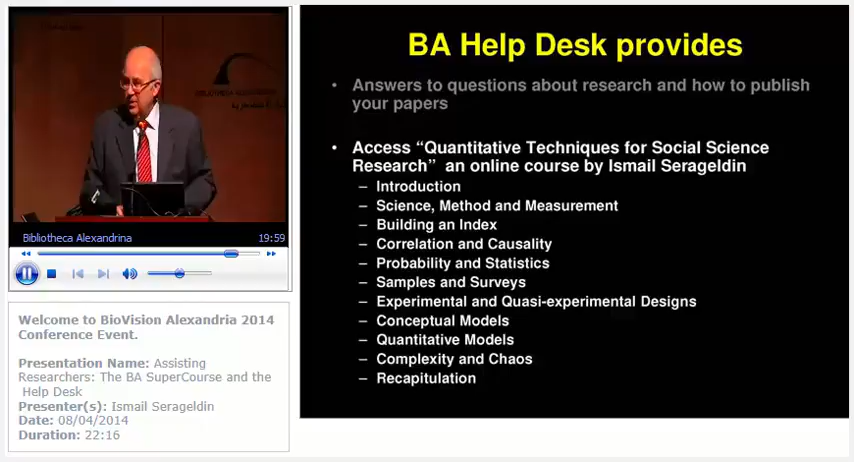 BIBLIOTHECA ALEXANDRINA
Bibliotheca Alexandrina
19:59
Welcome to BioVision Alexandria 2014
Conference Event.
Presentation Name: Assisting
Researchers: The BA SuperCourse and the
Help Desk
Presenter(s): Ismail Serageldin
Date: 08/04/2014
Duration: 22:16
BA Help Desk provides
• Answers to questions about research and how to publish
your papers
• Access “Quantitative Techniques for Social Science
Research” an online course by Ismail Serageldin
– Introduction
– Science, Method and Measurement
– Building an Index
– Correlation and Causality
– Probability and Statistics
– Samples and Surveys
– Experimental and Quasi-experimental Designs
– Conceptual Models
– Quantitative Models
– Complexity and Chaos
– Recapitulation